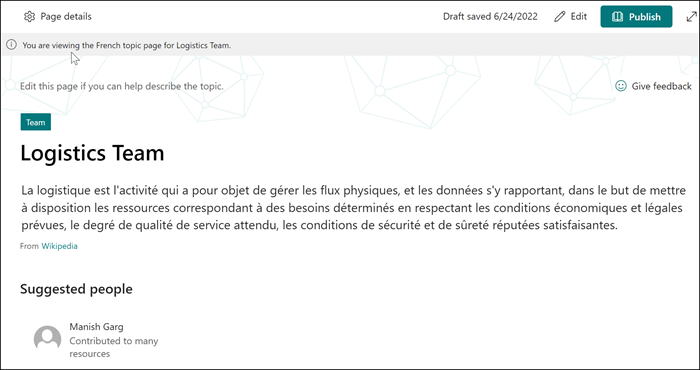 Page details
Draft saved 6/24/2022
Edit
Publish
You are viewing the French topic page for Logistics Team.
Edit this page if you can help describe the topic.
Give feedback
Team
Logistics Team
La logistique est l'activité qui a pour objet de gérer les flux physiques, et les données s'y rapportant, dans le but de mettre
à disposition les ressources correspondant à des besoins déterminés en respectant les conditions économiques et légales
prévues, le degré de qualité de service attendu, les conditions de sécurité et de sûreté réputées satisfaisantes.
From Wikipedia
Suggested people
Manish Garg
Contributed to many
resources